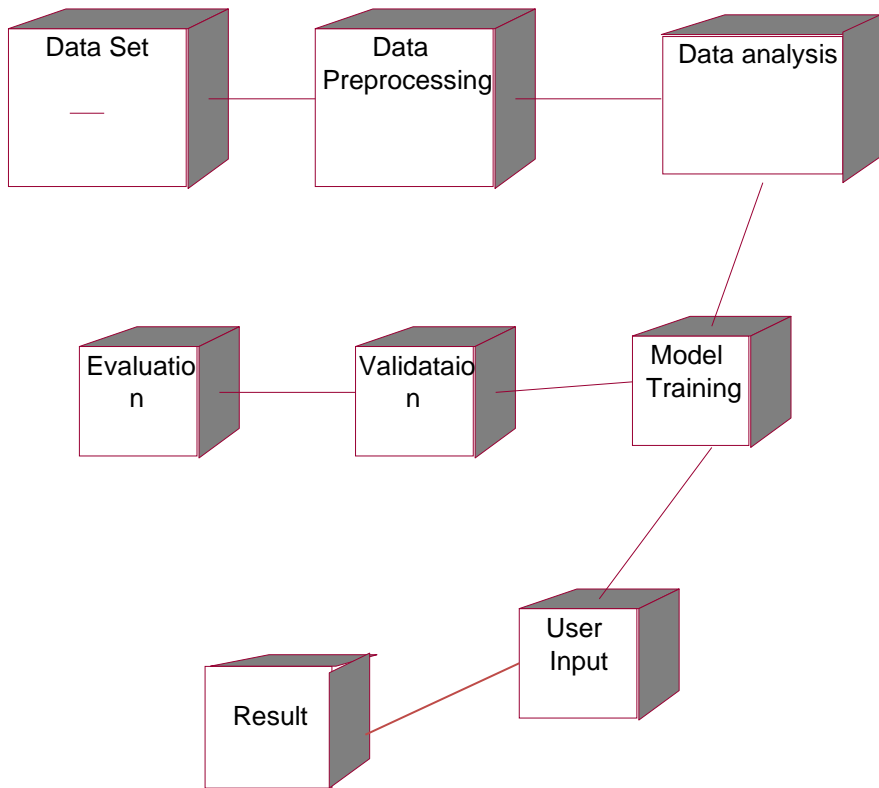 Data Set
Data
Preprocessing
Data analysis
Evaluatio
n
Validataio
n
Model
Training
User
Input
Result